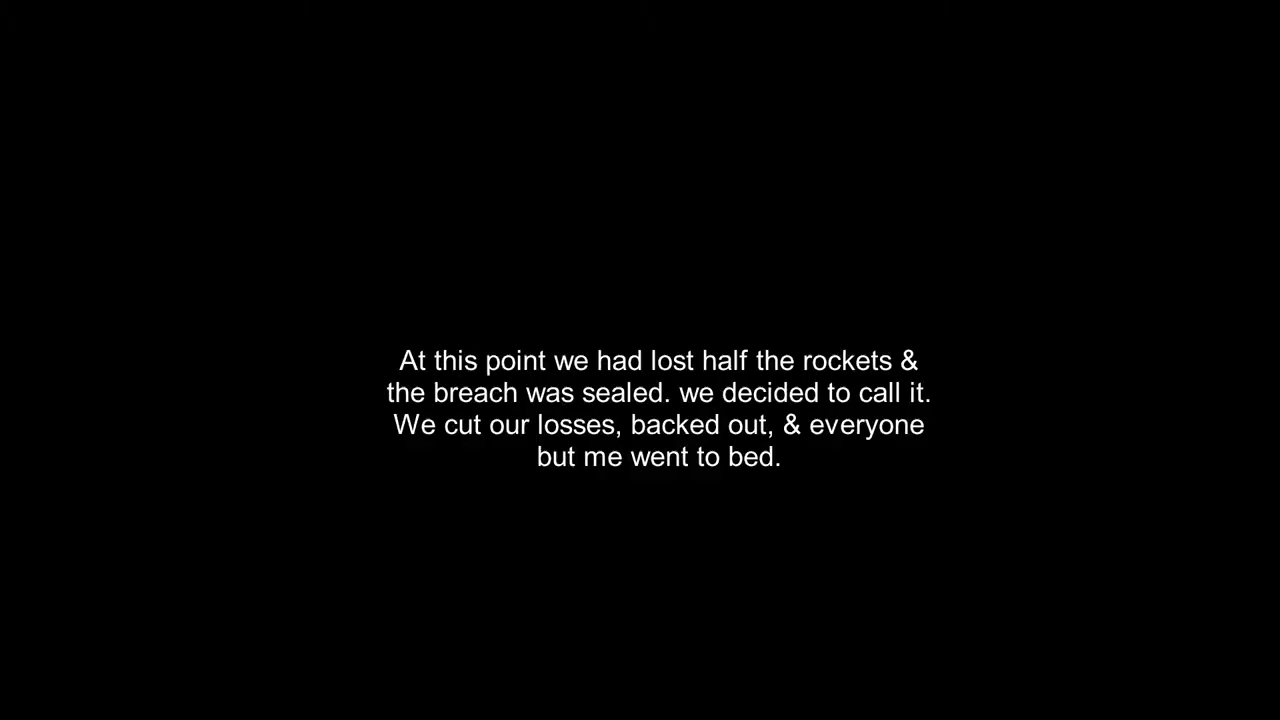 At this point we had lost half the rockets &
the breach was sealed. we decided to call it.
We cut our losses, backed out, & everyone
but me went to bed.